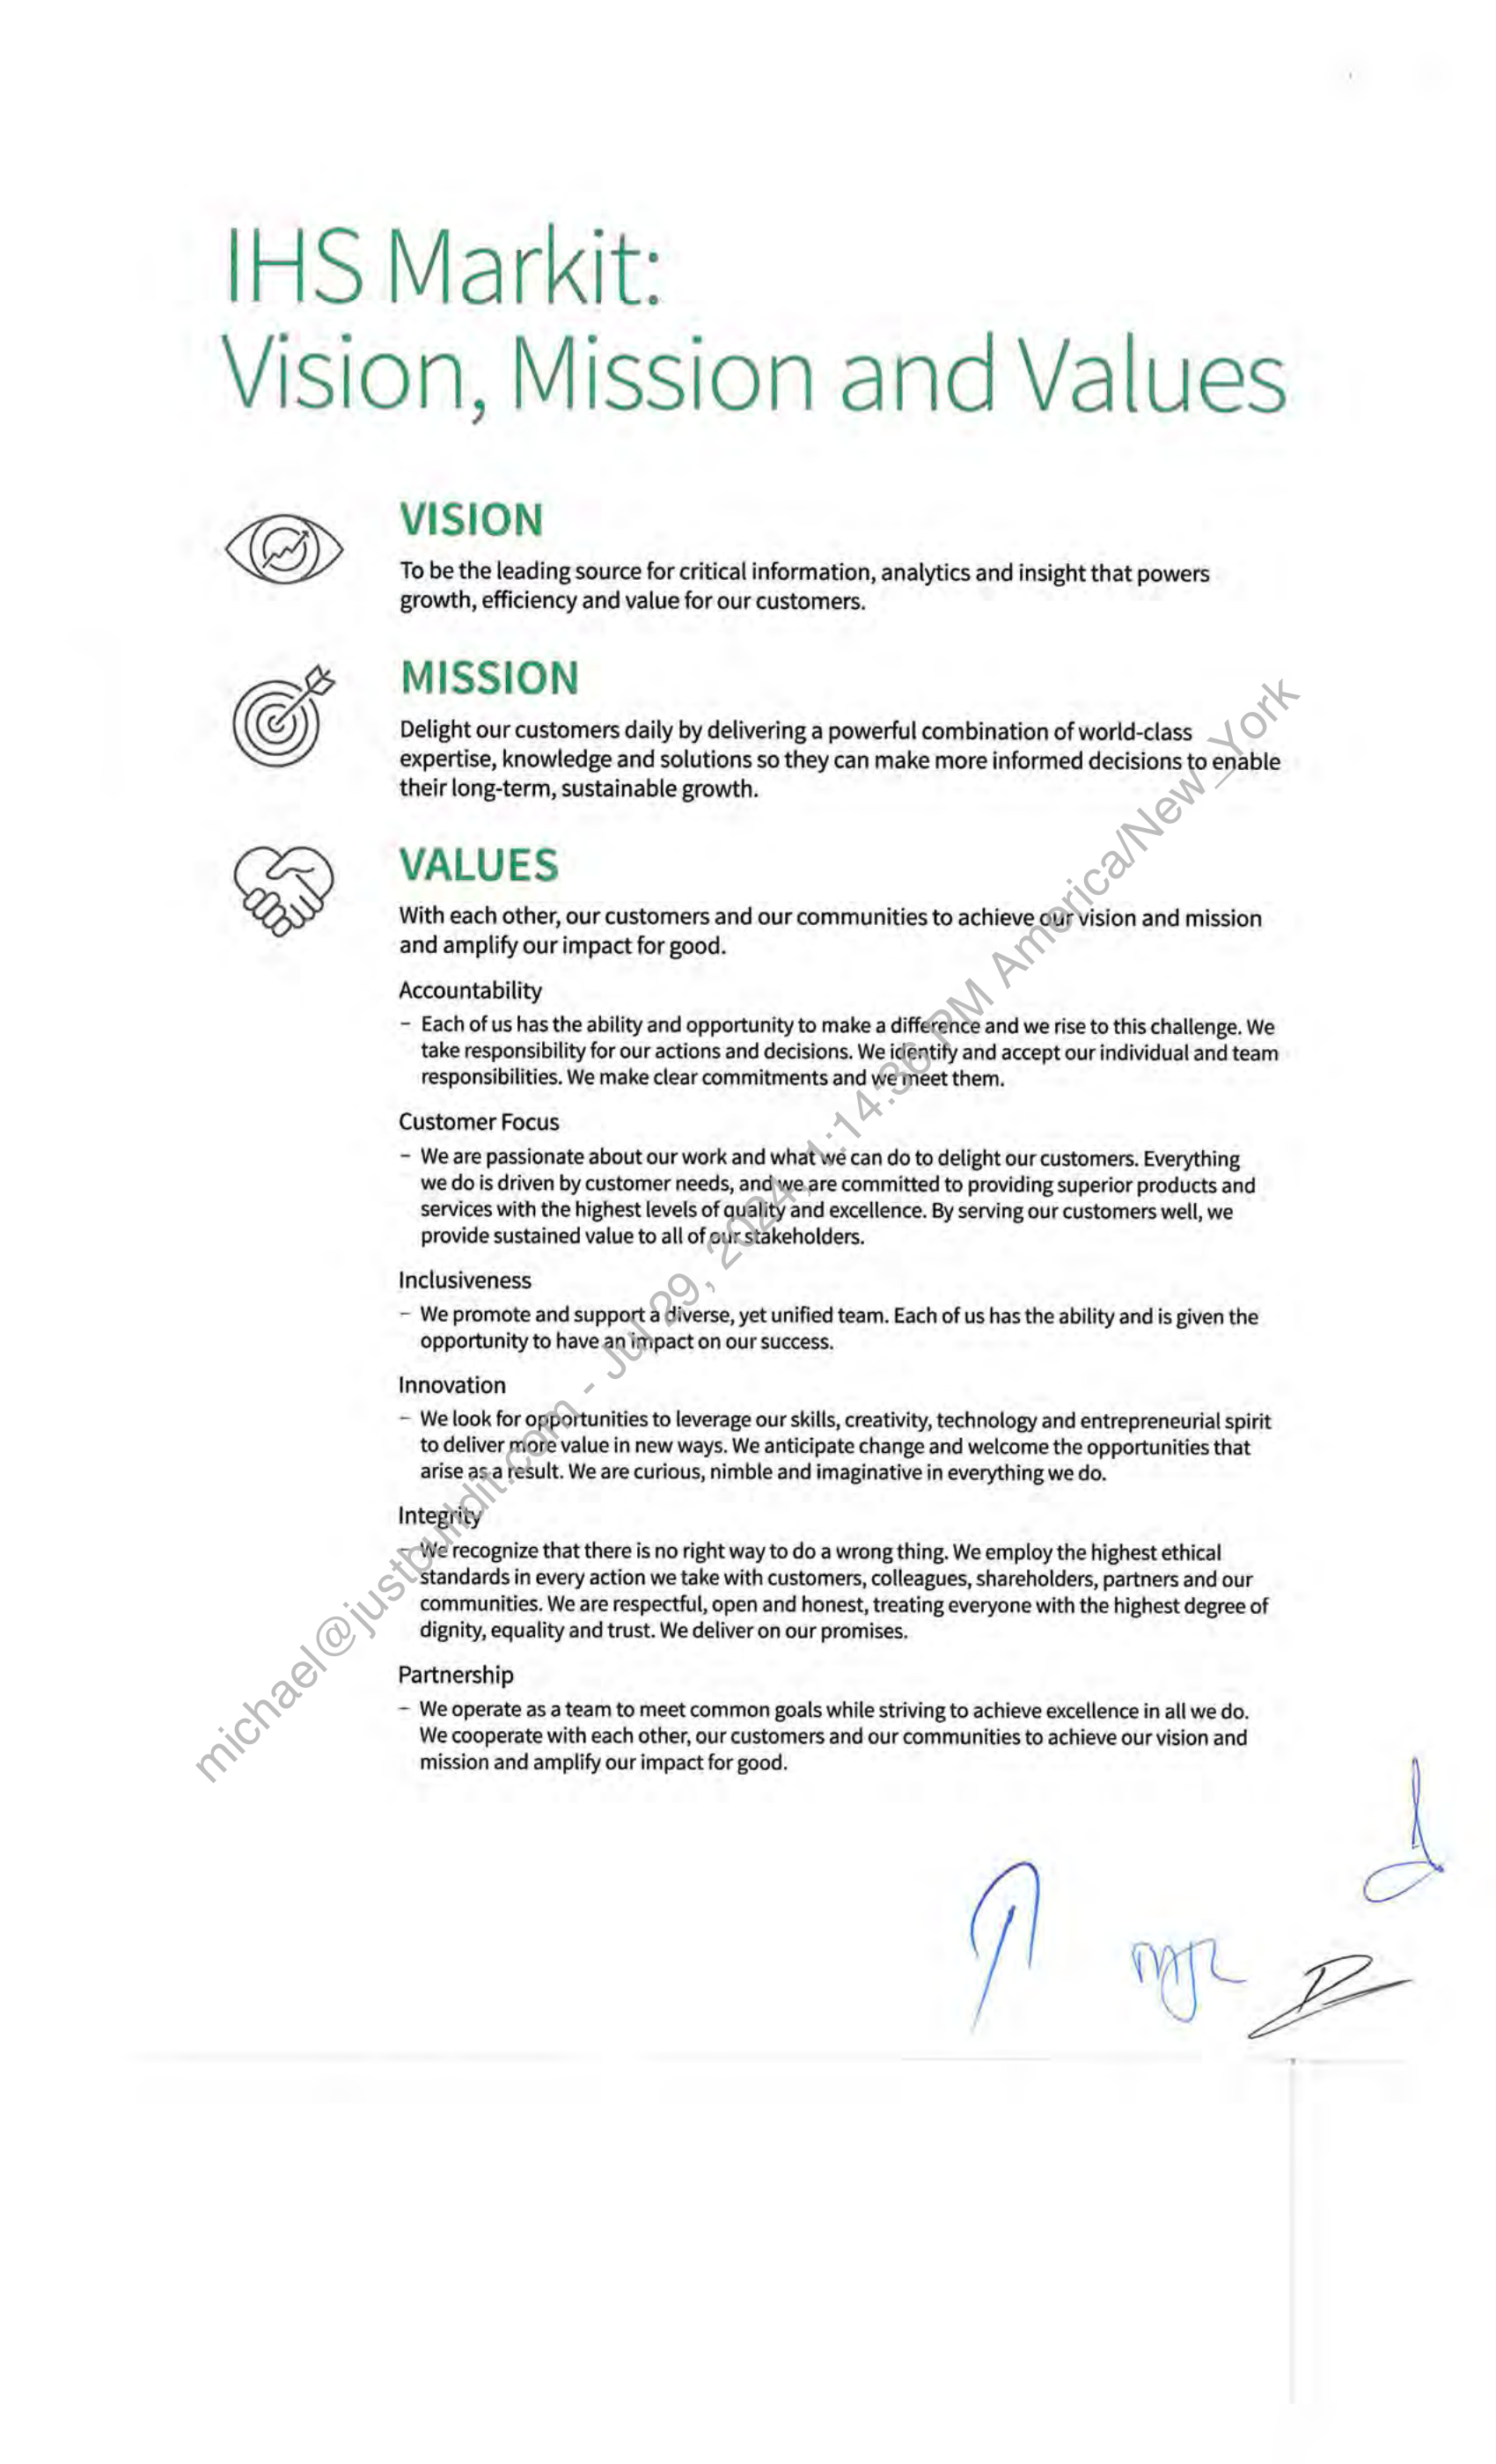 IHS Markit:
Vision, Mission and Values
VISION
To be the leading source for critical information, analytics and insight that powers
growth, efficiency and value for our customers.
MISSION
Delight our customers daily by delivering a powerful combination of world-class
expertise, knowledge and solutions so they can make more informed decisions to enable
their long-term, sustainable growth.
VALUES
With each other, our customers and our communities to achieve our vision and mission
and amplify our impact for good.
Accountability
– Each of us has the ability and opportunity to make a difference and we rise to this challenge. We
take responsibility for our actions and decisions. We identify and accept our individual and team
responsibilities. We make clear commitments and we meet them.
Customer Focus
– We are passionate about our work and what we can do to delight our customers. Everything
we do is driven by customer needs, and we are committed to providing superior products and
services with the highest levels of quality and excellence. By serving our customers well, we
provide sustained value to all of our stakeholders.
Inclusiveness
– We promote and support a diverse, yet unified team. Each of us has the ability and is given the
opportunity to have an impact on our success.
Innovation
– We look for opportunities to leverage our skills, creativity, technology and entrepreneurial spirit
to deliver more value in new ways. We anticipate change and welcome the opportunities that
arise as a result. We are curious, nimble and imaginative in everything we do.
Integrity
– We recognize that there is no right way to do a wrong thing. We employ the highest ethical
standards in every action we take with customers, colleagues, shareholders, partners and our
communities. We are respectful, open and honest, treating everyone with the highest degree of
dignity, equality and trust. We deliver on our promises.
Partnership
– We operate as a team to meet common goals while striving to achieve excellence in all we do.
We cooperate with each other, our customers and our communities to achieve our vision and
mission and amplify our impact for good.
michael@justbuildit.com - Jul 29, 2024, 1:14:36 PM America/New_York